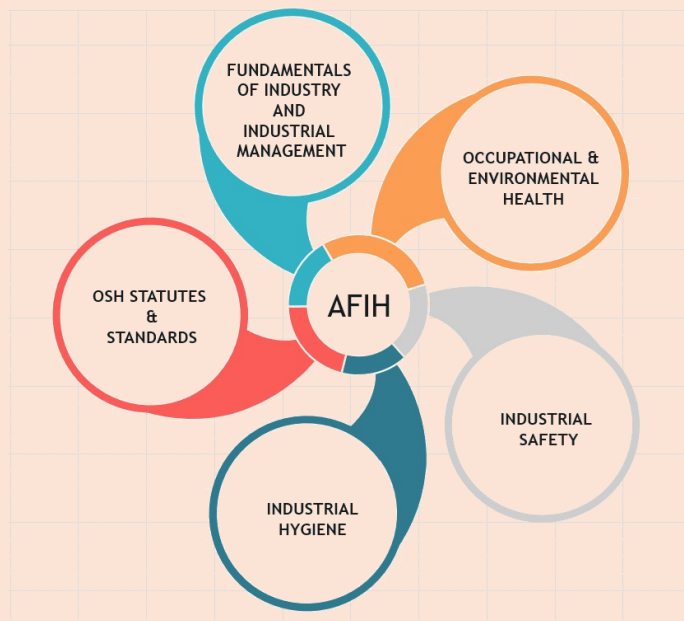 FUNDAMENTALS
OF INDUSTRY
AND
INDUSTRIAL
MANAGEMENT
OCCUPATIONAL &
ENVIRONMENTAL
HEALTH
OSH STATUTES
&
STANDARDS
AFIH
INDUSTRIAL
SAFETY
INDUSTRIAL
HYGIENE